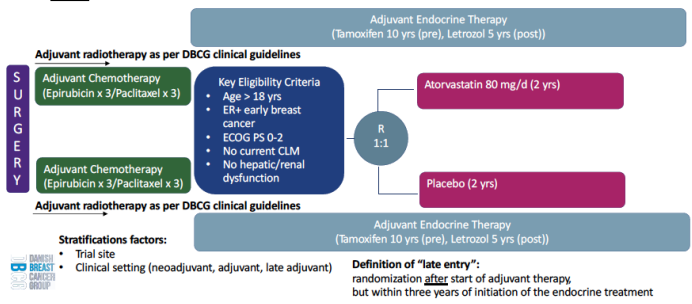 Adjuvant Endocrine Therapy
(Tamoxifen 10 yrs (pre), Letrozol 5 yrs (post))
Adjuvant radiotherapy as per DBCG clinical guidelines
SURGERY
Adjuvant Chemotherapy
(Epirubicin x 3/Paclitaxel x 3)
Key Eligibility Criteria
• Age > 18 yrs
• ER+ early breast
cancer
• ECOG PS 0-2
• No current CLM
• No hepatic/renal
dysfunction
R
1:1
Atorvastatin 80 mg/d (2 yrs)
Placebo (2 yrs)
Adjuvant Chemotherapy
(Epirubicin x 3/Paclitaxel x 3)
Adjuvant radiotherapy as per DBCG clinical guidelines
Adjuvant Endocrine Therapy
(Tamoxifen 10 yrs (pre), Letrozol 5 yrs (post))
Stratifications factors:
• Trial site
• Clinical setting (neoadjuvant, adjuvant, late adjuvant)
Definition of “late entry”:
randomization after start of adjuvant therapy,
but within three years of initiation of the endocrine treatment
DANISH
BREAST
CANCER
GROUP